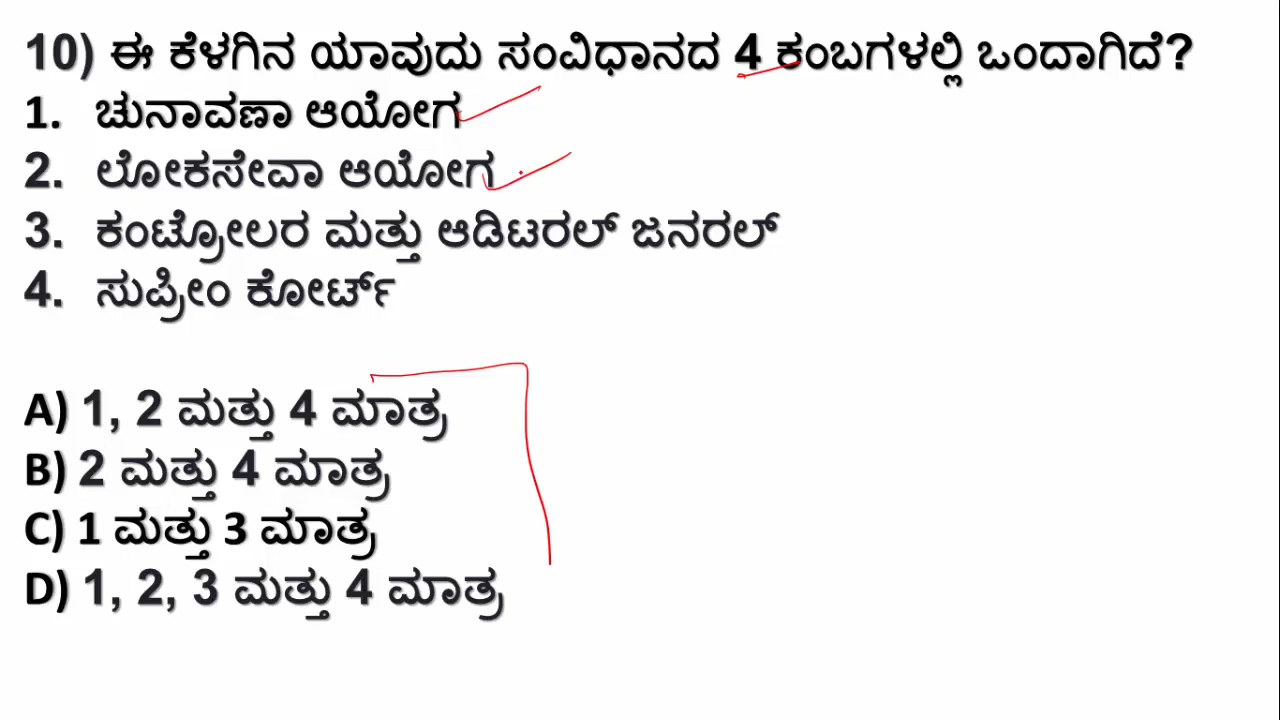 10) ಈ ಕೆಳಗಿನ ಯಾವುದು ಸಂವಿಧಾನದ 4 ಕಂಬಗಳಲ್ಲಿ ಒಂದಾಗಿದೆ?
1. ಚುನಾವಣಾ ಆಯೋಗ
2. ಲೋಕಸೇವಾ ಆಯೋಗ
3. ಕಂಟ್ರೋಲರ ಮತ್ತು ಆಡಿಟರಲ್ ಜನರಲ್
4. ಸುಪ್ರೀಂ ಕೋರ್ಟ್
A) 1, 2 ಮತ್ತು 4 ಮಾತ್ರ
B) 2 ಮತ್ತು 4 ಮಾತ್ರ
C) 1 ಮತ್ತು 3 ಮಾತ್ರ
D) 1, 2, 3 ಮತ್ತು 4 ಮಾತ್ರ